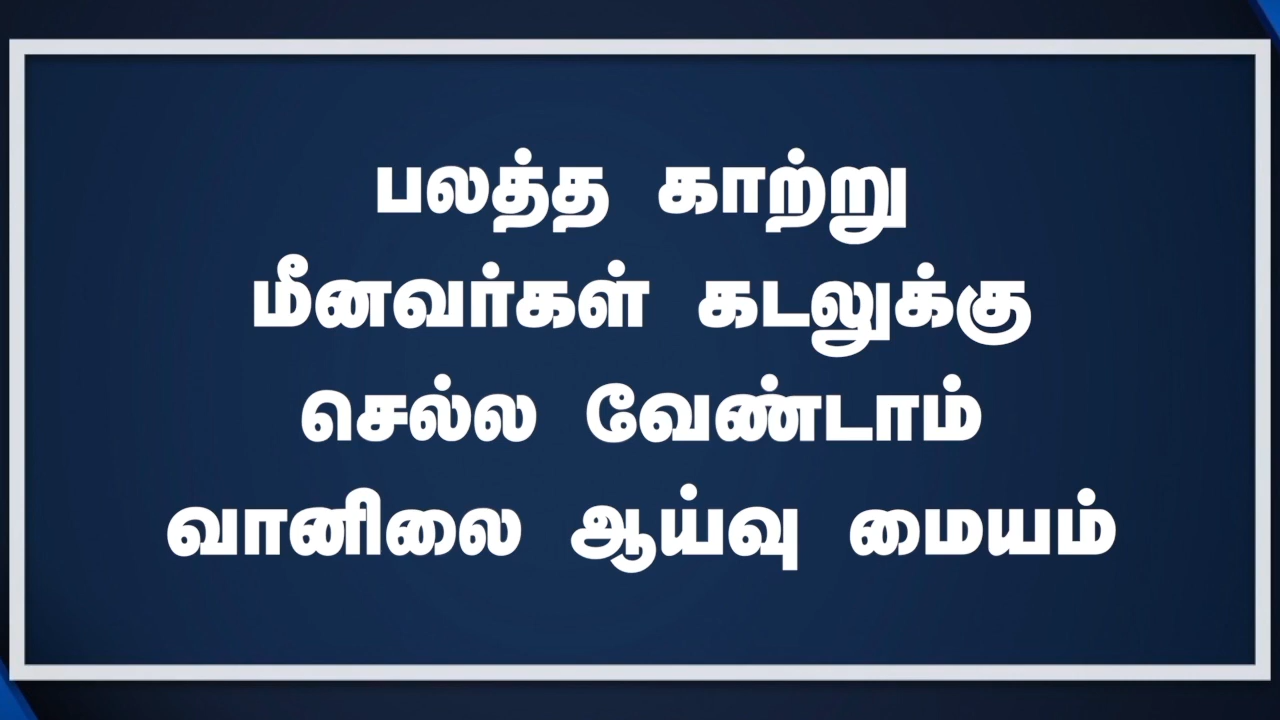 பலத்த காற்று
மீனவர்கள் கடலுக்கு
செல்ல வேண்டாம்
வானிலை ஆய்வு மையம்